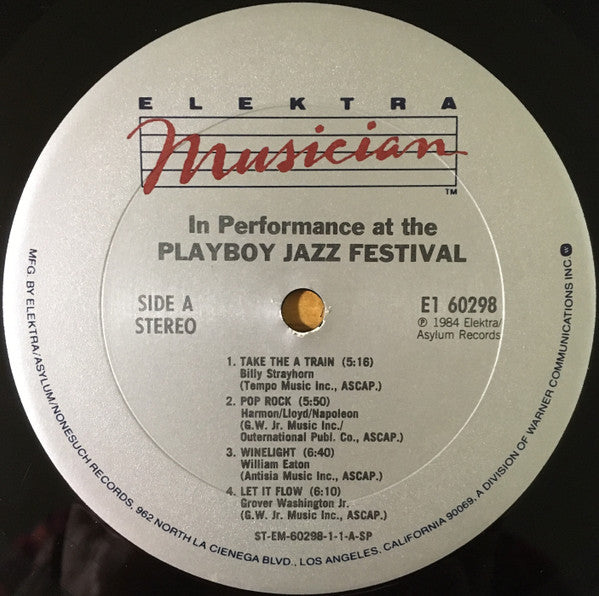 ELEKTRA
Musician
TM
In Performance at the
PLAYBOY JAZZ FESTIVAL
SIDE A
STEREO
E1 60298
℗ 1984 Elektra/
Asylum Records
1. TAKE THE A TRAIN (5:16)
Billy Strayhorn
(Tempo Music Inc., ASCAP.)
2. POP ROCK (5:50)
Harmon/Lloyd/Napoleon
(G.W. Jr. Music Inc./
Outernational Publ. Co., ASCAP.)
3. WINELIGHT (6:40)
William Eaton
(Antisia Music Inc., ASCAP.)
4. LET IT FLOW (6:10)
Grover Washington Jr.
(G.W. Jr. Music Inc., ASCAP.)
ST-EM-60298-1-1-A-SP
MFG. BY ELEKTRA/ASYLUM/NONESUCH RECORDS, 962 NORTH LA CIENEGA BLVD., LOS ANGELES, CALIFORNIA 90069, A DIVISION OF WARNER COMMUNICATIONS INC